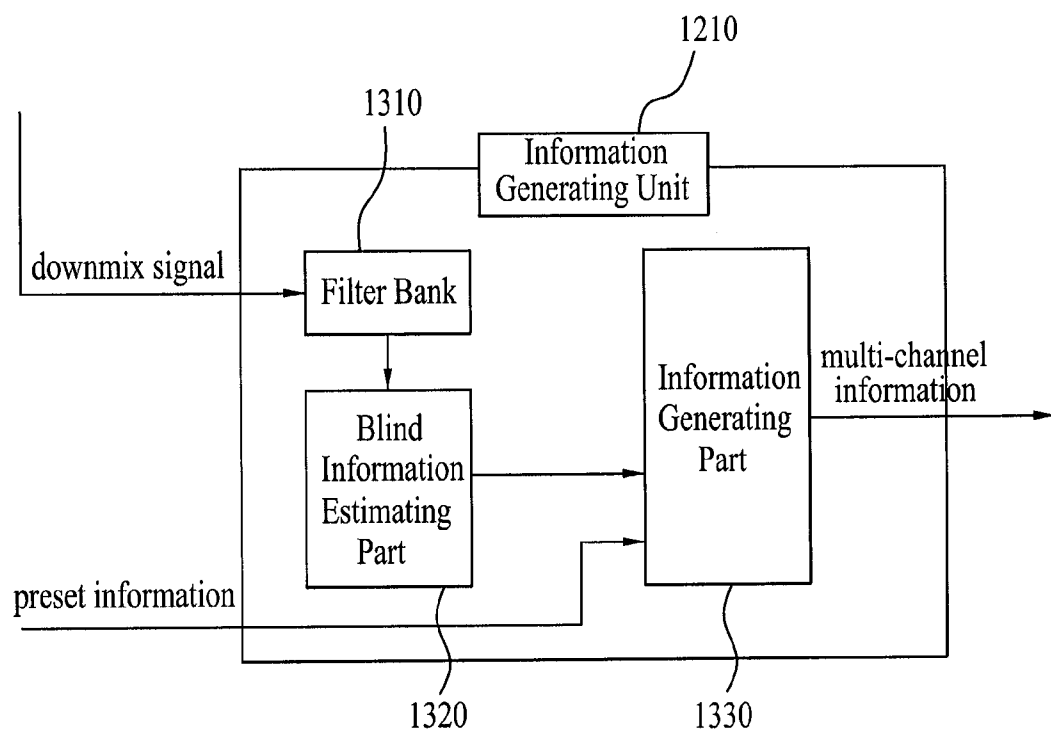 1210
1310
Information
Generating Unit
downmix signal
Filter Bank
multi-channel
information
Information
Generating
Part
Blind
Information
Estimating
Part
preset information
1320
1330